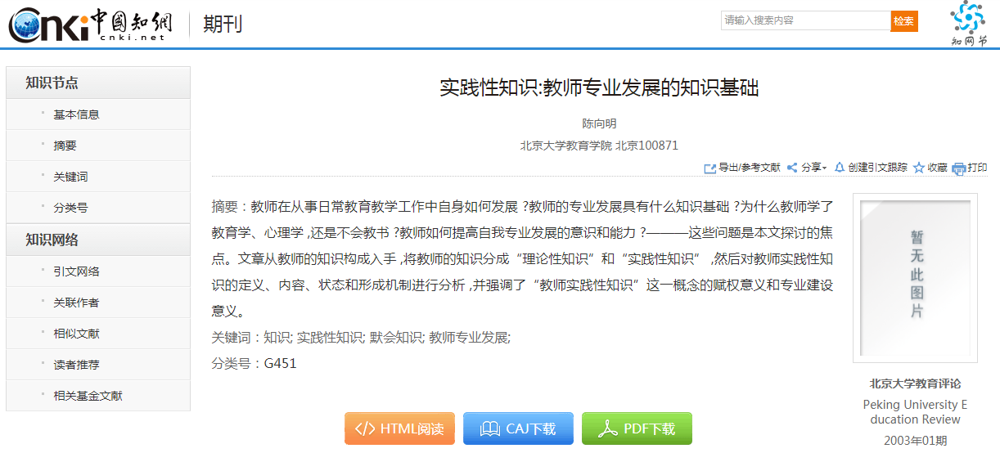 Cnki中國知網
cnki.net
期刊
请输入搜索内容
检索
知网节
知识节点
基本信息
摘要
关键词
分类号
知识网络
引文网络
关联作者
相似文献
读者推荐
相关基金文献
实践性知识:教师专业发展的知识基础
陈向明
北京大学教育学院 北京100871
导出/参考文献 分享 创建引文跟踪 收藏 打印
摘要：教师在从事日常教育教学工作中自身如何发展 ?教师的专业发展具有什么知识基础 ?为什么教师学了
教育学、心理学 ,还是不会教书 ?教师如何提高自我专业发展的意识和能力 ?———这些问题是本文探讨的焦
点。文章从教师的知识构成入手 ,将教师的知识分成“理论性知识”和“实践性知识” ,然后对教师实践性知
识的定义、内容、状态和形成机制进行分析 ,并强调了“教师实践性知识”这一概念的赋权意义和专业建设
意义。
关键词：知识; 实践性知识; 默会知识; 教师专业发展;
分类号：G451
HTML阅读
CAJ下载
PDF下载
暂无此图片
北京大学教育评论
Peking University E
ducation Review
2003年01期